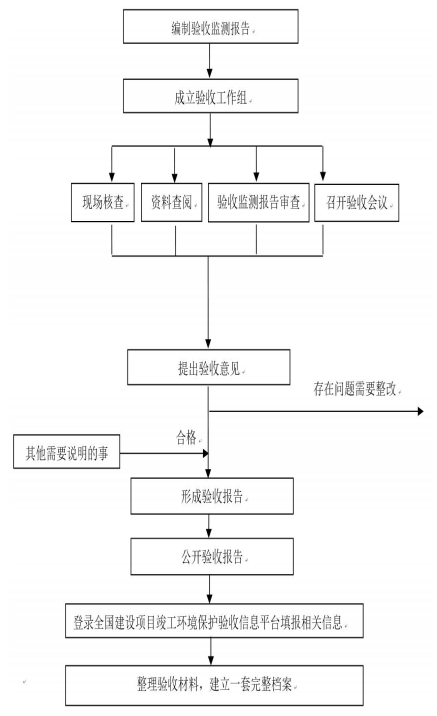 编制验收监测报告
成立验收工作组
现场核查
资料查阅
验收监测报告审查
召开验收会议
提出验收意见
存在问题需要整改
合格
其他需要说明的事
形成验收报告
公开验收报告
登录全国建设项目竣工环境保护验收信息平台填报相关信息
整理验收材料，建立一套完整档案